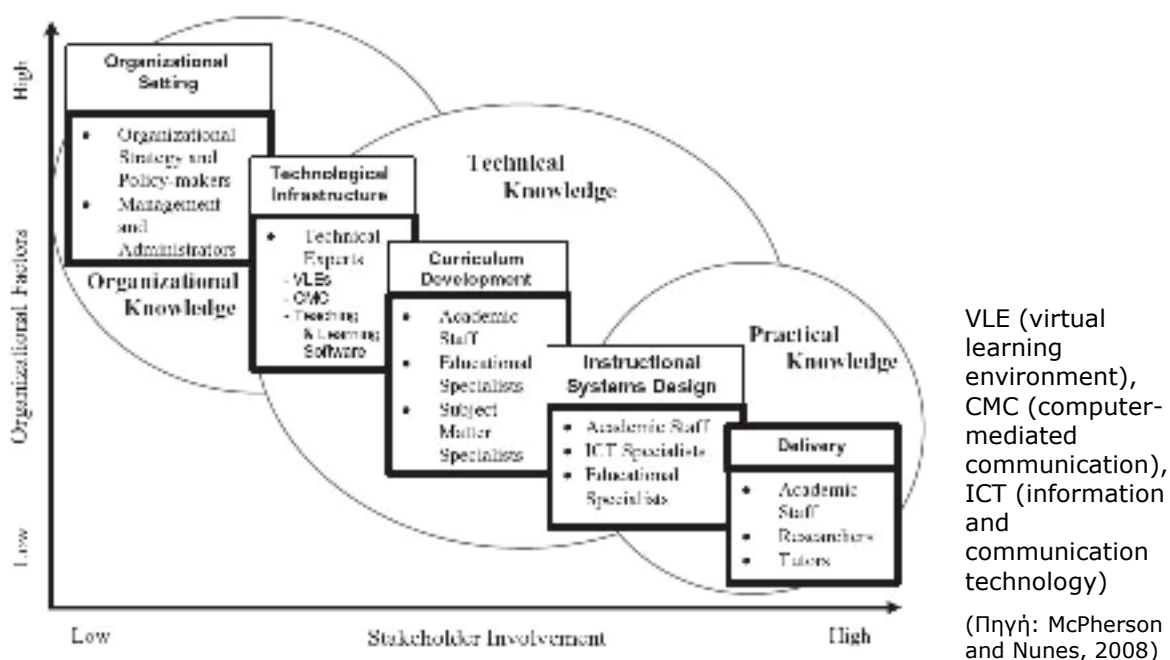 High
Organizational Factors
Low
Organizational
Setting
• Organizational
Strategy and
Policy-makers
• Management
and
Administrators
Organizational
Knowledge
Technological
Infrastructure
• Technical
Experts
- VLEs
- CMC
- Teaching
& Learning
Software
Technical
Knowledge
Curriculum
Development
• Academic
Staff
• Educational
Specialists
• Subject
Matter
Specialists
Instructional
Systems Design
• Academic Staff
• ICT Specialists
• Educational
Specialists
Practical
Knowledge
Delivery
• Academic
Staff
• Researchers
• Tutors
Low
Stakeholder Involvement
High
VLE (virtual
learning
environment),
CMC (computer-
mediated
communication),
ICT (information
and
communication
technology)
(Πηγή: McPherson
and Nunes, 2008)